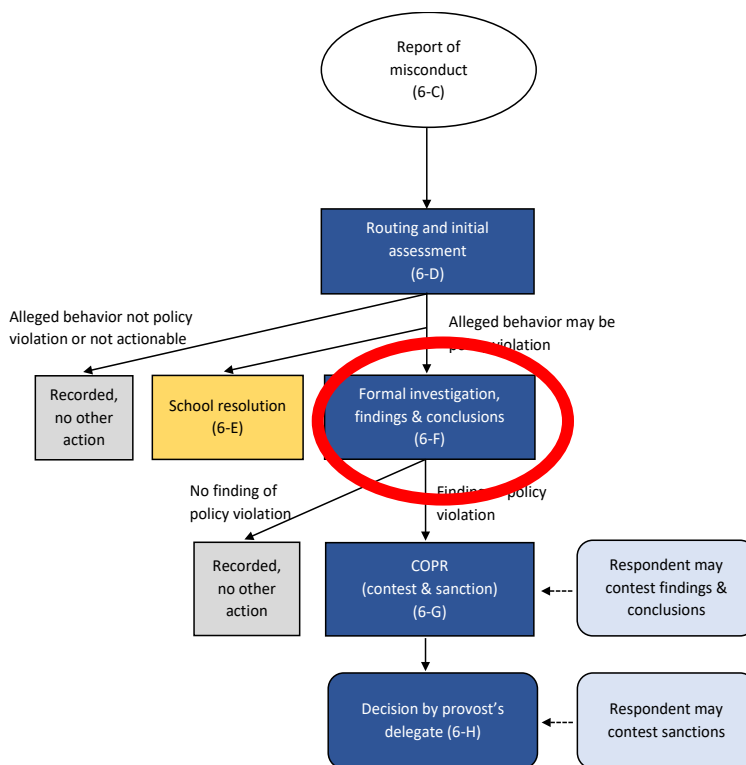 Report of
misconduct
(6-C)
Routing and initial
assessment
(6-D)
Alleged behavior not policy
violation or not actionable
Alleged behavior may be
violation
Recorded,
no other
action
School resolution
(6-E)
Formal investigation,
findings & conclusions
(6-F)
No finding of
policy violation
policy
violation
Recorded,
no other
action
COPR
(contest & sanction)
(6-G)
Respondent may
contest findings &
conclusions
Decision by provost’s
delegate (6-H)
Respondent may
contest sanctions